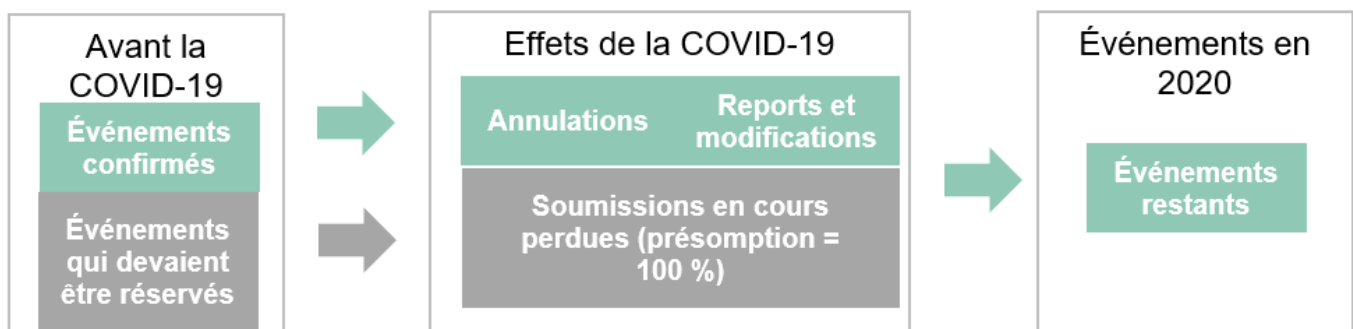 Avant la
COVID-19
Événements
confirmés
Événements
qui devaient
être réservés
Effets de la COVID-19
Annulations
Reports et
modifications
Soumissions en cours
perdues (présomption =
100 %)
Événements en
2020
Événements
restants